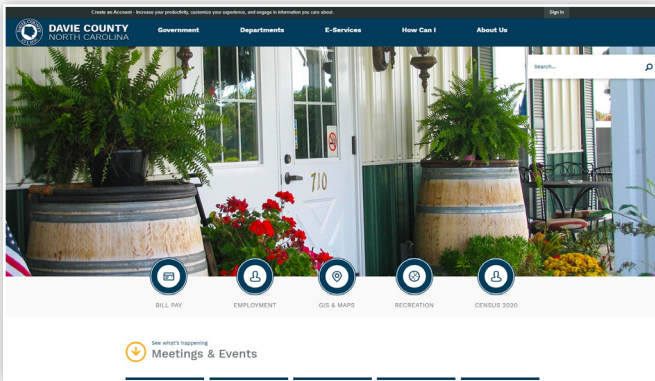 Create an Account - Increase your productivity, customize your experience, and engage in information you care about.
Sign In
DAVIE COUNTY
NORTH CAROLINA
Government
Departments
E-Services
How Can I
About Us
Search...
710
BILL PAY
EMPLOYMENT
GIS & MAPS
RECREATION
CENSUS 2020
See what's happening
Meetings & Events